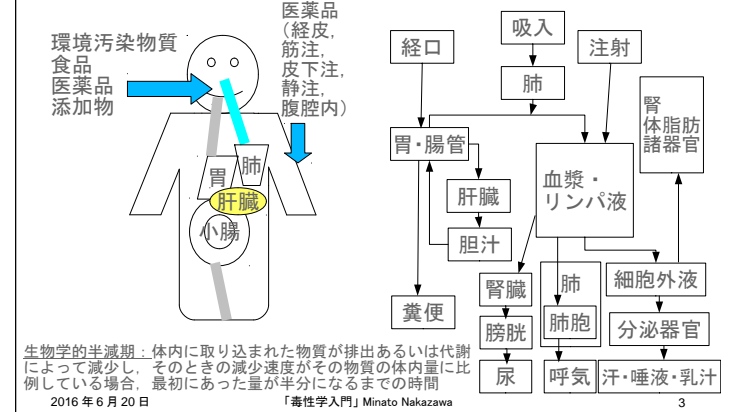 環境汚染物質
食品
医薬品
添加物
医薬品
（経皮，
筋注，
皮下注，
静注，
腹腔内）
胃
肺
肝臓
小腸
経口
吸入
注射
肺
胃・腸管
肝臓
胆汁
糞便
血漿・
リンパ液
腎
体脂肪
諸器官
腎臓
膀胱
尿
肺
肺胞
呼気
細胞外液
分泌器官
汗・唾液・乳汁
生物学的半減期：体内に取り込まれた物質が排出あるいは代謝
によって減少し，そのときの減少速度がその物質の体内量に比
例している場合，最初にあった量が半分になるまでの時間
2016年6月20日
「毒性学入門」Minato Nakazawa
3